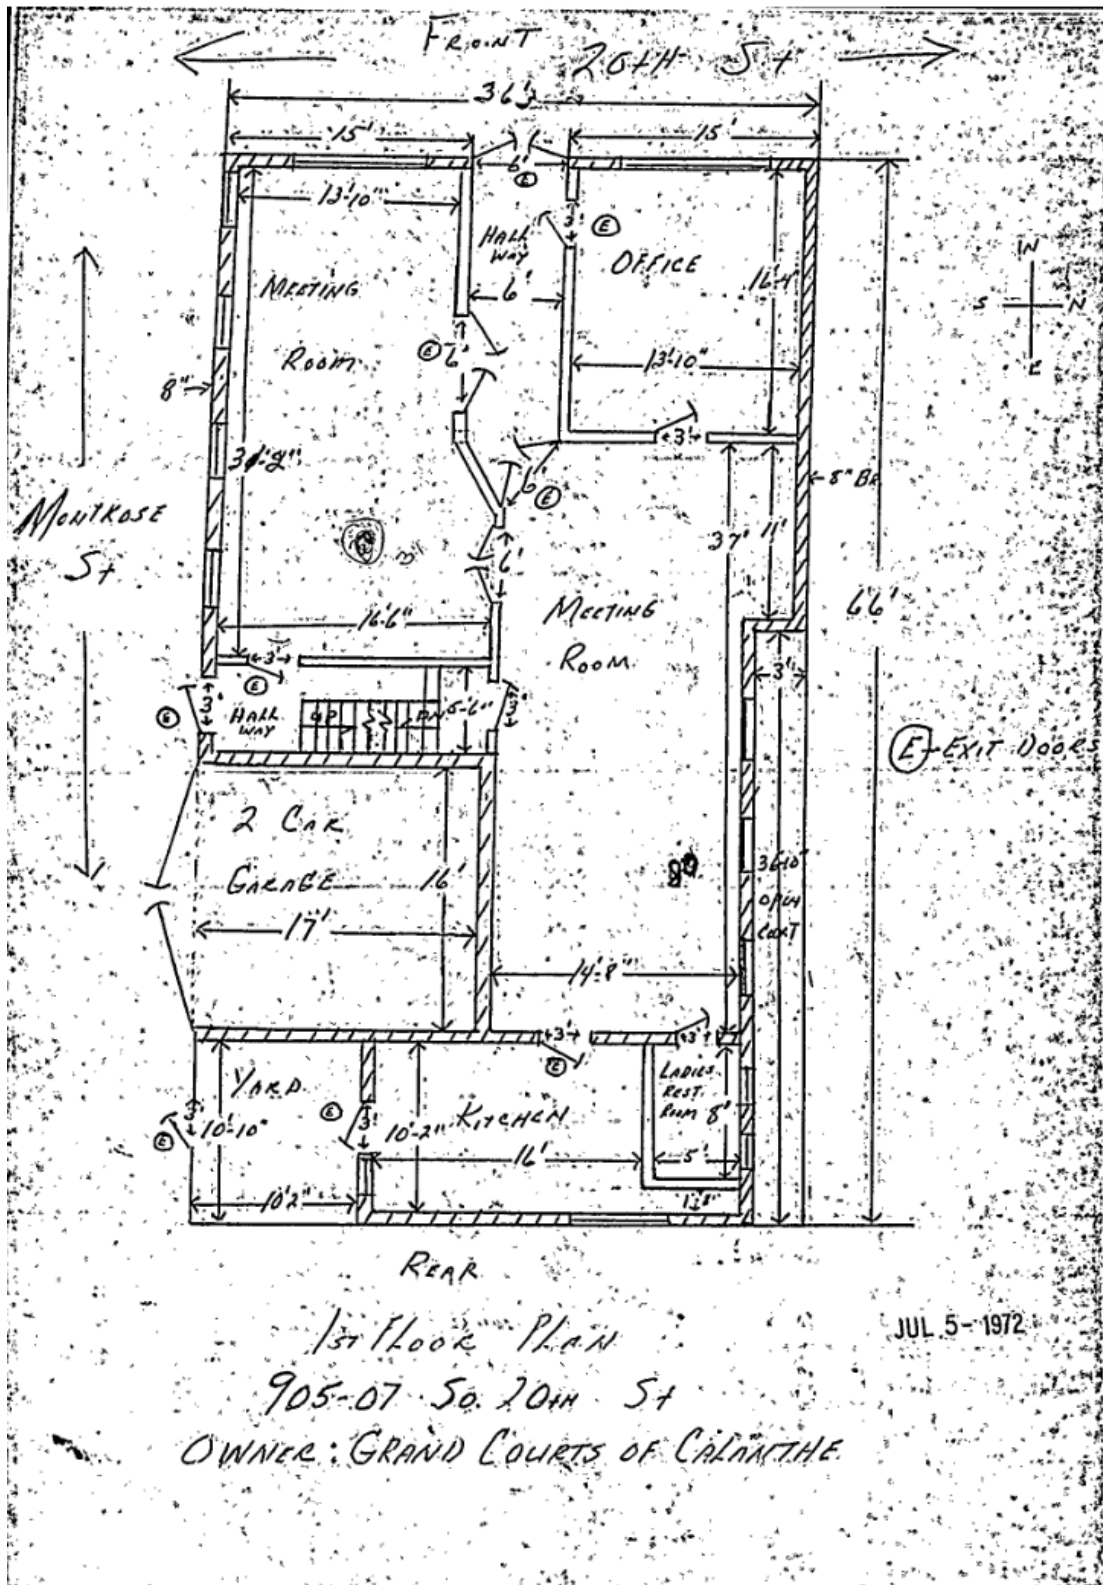 FRONT
20TH St
36'3
15'
15'
6'
E
13'-10"
3'
E
HALL
WAY
OFFICE
16'-4"
MEETING
ROOM
6'
E
6'
13'-10"
W
S
N
E
8"
3'
6'
E
8" BR
MONTROSE
St
6'
37'
11'
66'
MEETING
ROOM
16'-6"
3'
E
3'
3'
E
HALL
WAY
UP
DN
5'-6"
3'
E-EXIT DOORS
2 CAR
GARAGE
16'
17'
36'-10"
OPEN
COURT
14'-8"
3'
E
3'
YARD
LADIES
REST
ROOM
8'
3'
E
10'-10"
E
3'
10'-2"
KITCHEN
16'
5'
10'2"
REAR
1ST FLOOR PLAN
JUL 5-1972
905-07 So. 20TH St
OWNER: GRAND COURTS OF CALANTHE